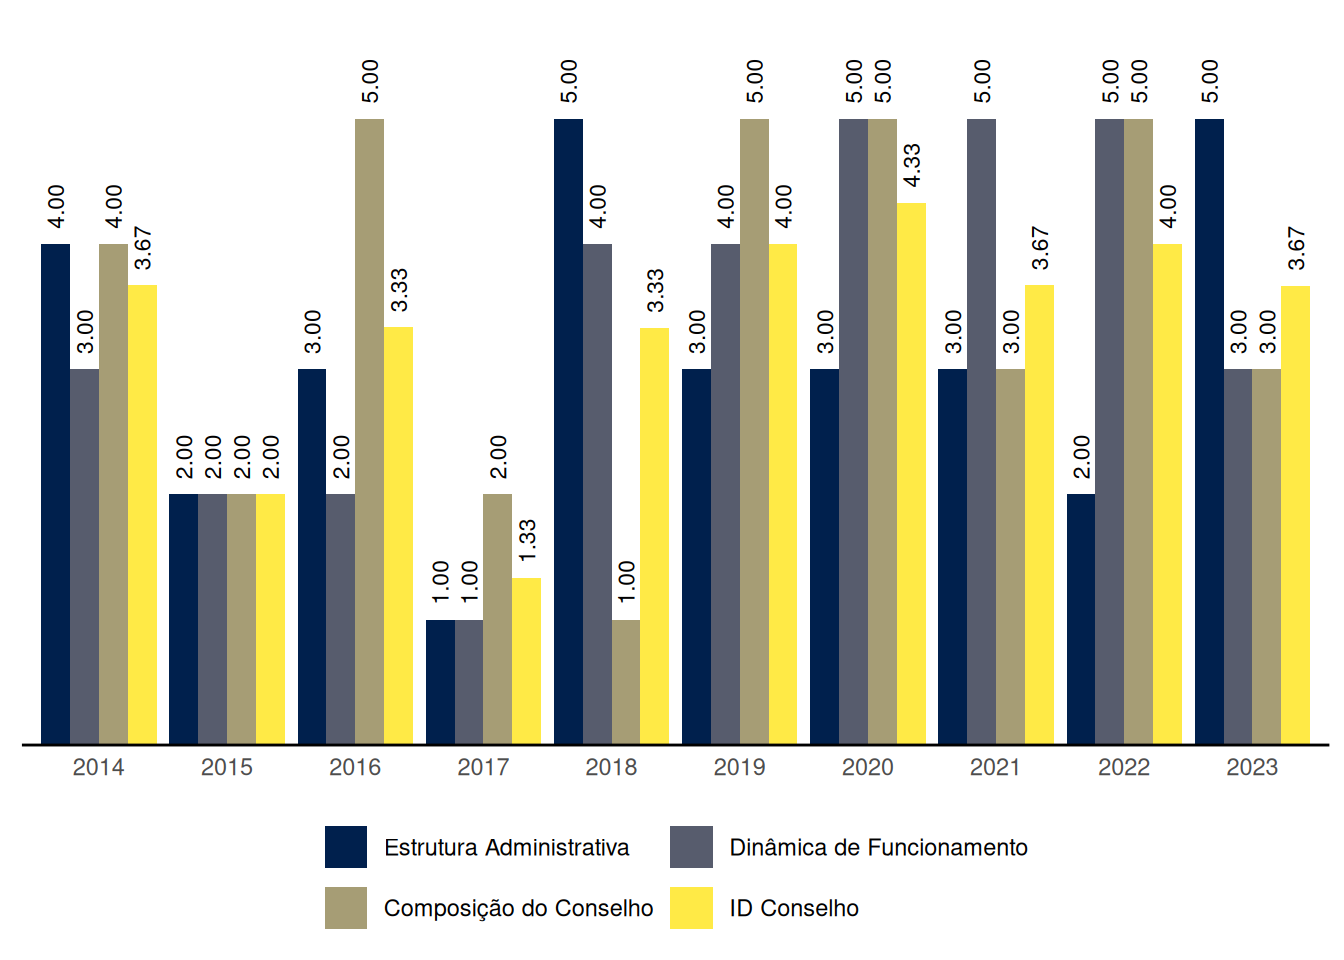 4.00 3.00 4.00 3.67 2.00 2.00 2.00 2.00 3.00 2.00 5.00 3.33 1.00 1.00 2.00 1.33 5.00 4.00 1.00 3.33 3.00 4.00 5.00 4.00 3.00 5.00 5.00 4.33 3.00 5.00 3.00 3.67 2.00 5.00 5.00 4.00 5.00 3.00 3.00 3.67
2014 2015 2016 2017 2018 2019 2020 2021 2022 2023
Estrutura Administrativa Dinâmica de Funcionamento
Composição do Conselho ID Conselho